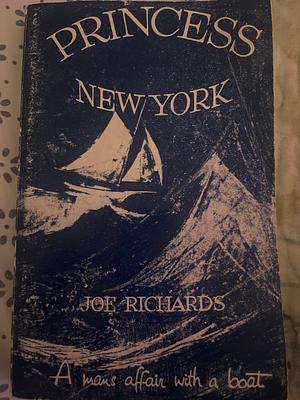 PRINCESS
NEW YORK
JOE RICHARDS
A mans affair with a boat